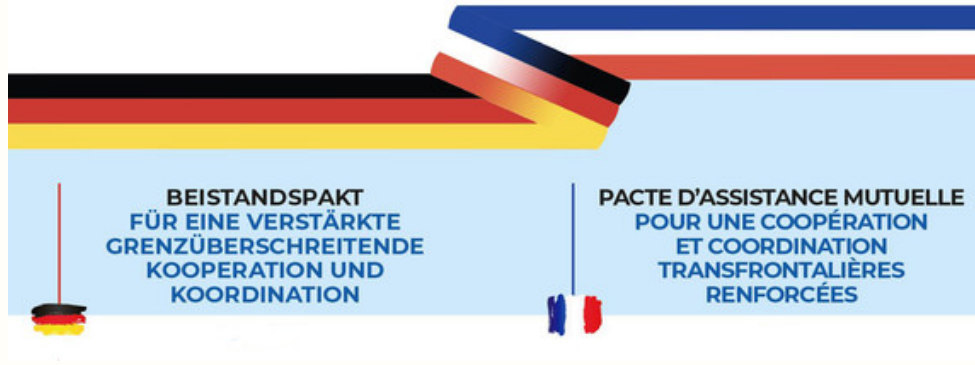 BEISTANDSPAKT
FÜR EINE VERSTÄRKTE
GRENZÜBERSCHREITENDE
KOOPERATION UND
KOORDINATION
PACTE D’ASSISTANCE MUTUELLE
POUR UNE COOPÉRATION
ET COORDINATION
TRANSFRONTALIÈRES
RENFORCÉES